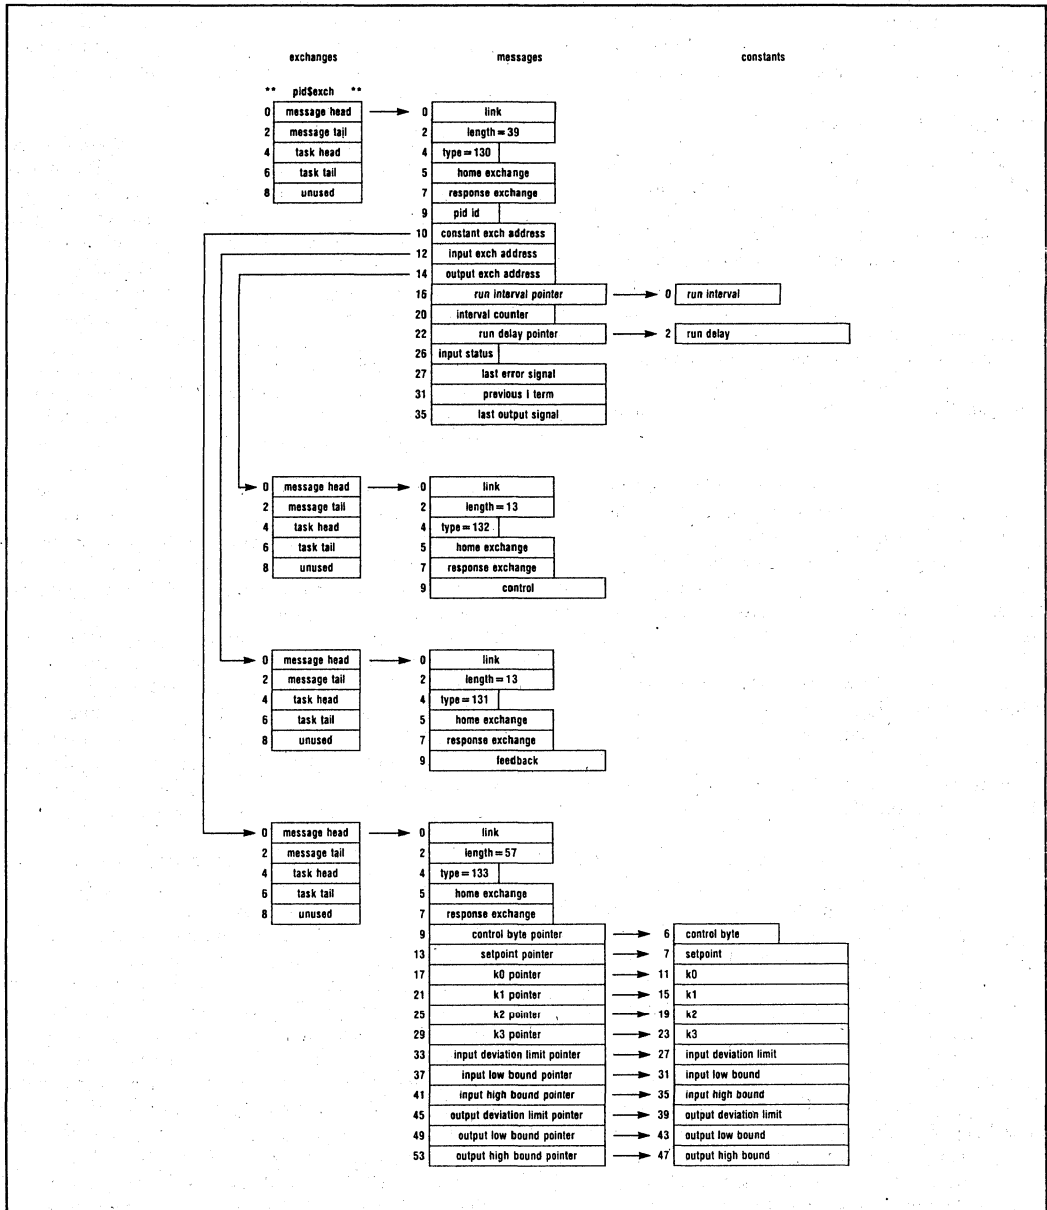 exchanges messages constants
** pid$exch **
0 message head 0 link
2 message tail 2 length = 39
4 task head 4 type = 130
6 task tail 5 home exchange
8 unused 7 response exchange
9 pid id
10 constant exch address
12 input exch address
14 output exch address
16 run interval pointer 0 run interval
20 interval counter
22 run delay pointer 2 run delay
26 input status
27 last error signal
31 previous I term
35 last output signal
0 message head 0 link
2 message tail 2 length = 13
4 task head 4 type = 132
6 task tail 5 home exchange
8 unused 7 response exchange
9 control
0 message head 0 link
2 message tail 2 length = 13
4 task head 4 type = 131
6 task tail 5 home exchange
8 unused 7 response exchange
9 feedback
0 message head 0 link
2 message tail 2 length = 57
4 task head 4 type = 133
6 task tail 5 home exchange
8 unused 7 response exchange
9 control byte pointer 6 control byte
13 setpoint pointer 7 setpoint
17 k0 pointer 11 k0
21 k1 pointer 15 k1
25 k2 pointer 19 k2
29 k3 pointer 23 k3
33 input deviation limit pointer 27 input deviation limit
37 input low bound pointer 31 input low bound
41 input high bound pointer 35 input high bound
45 output deviation limit pointer 39 output deviation limit
49 output low bound pointer 43 output low bound
53 output high bound pointer 47 output high bound